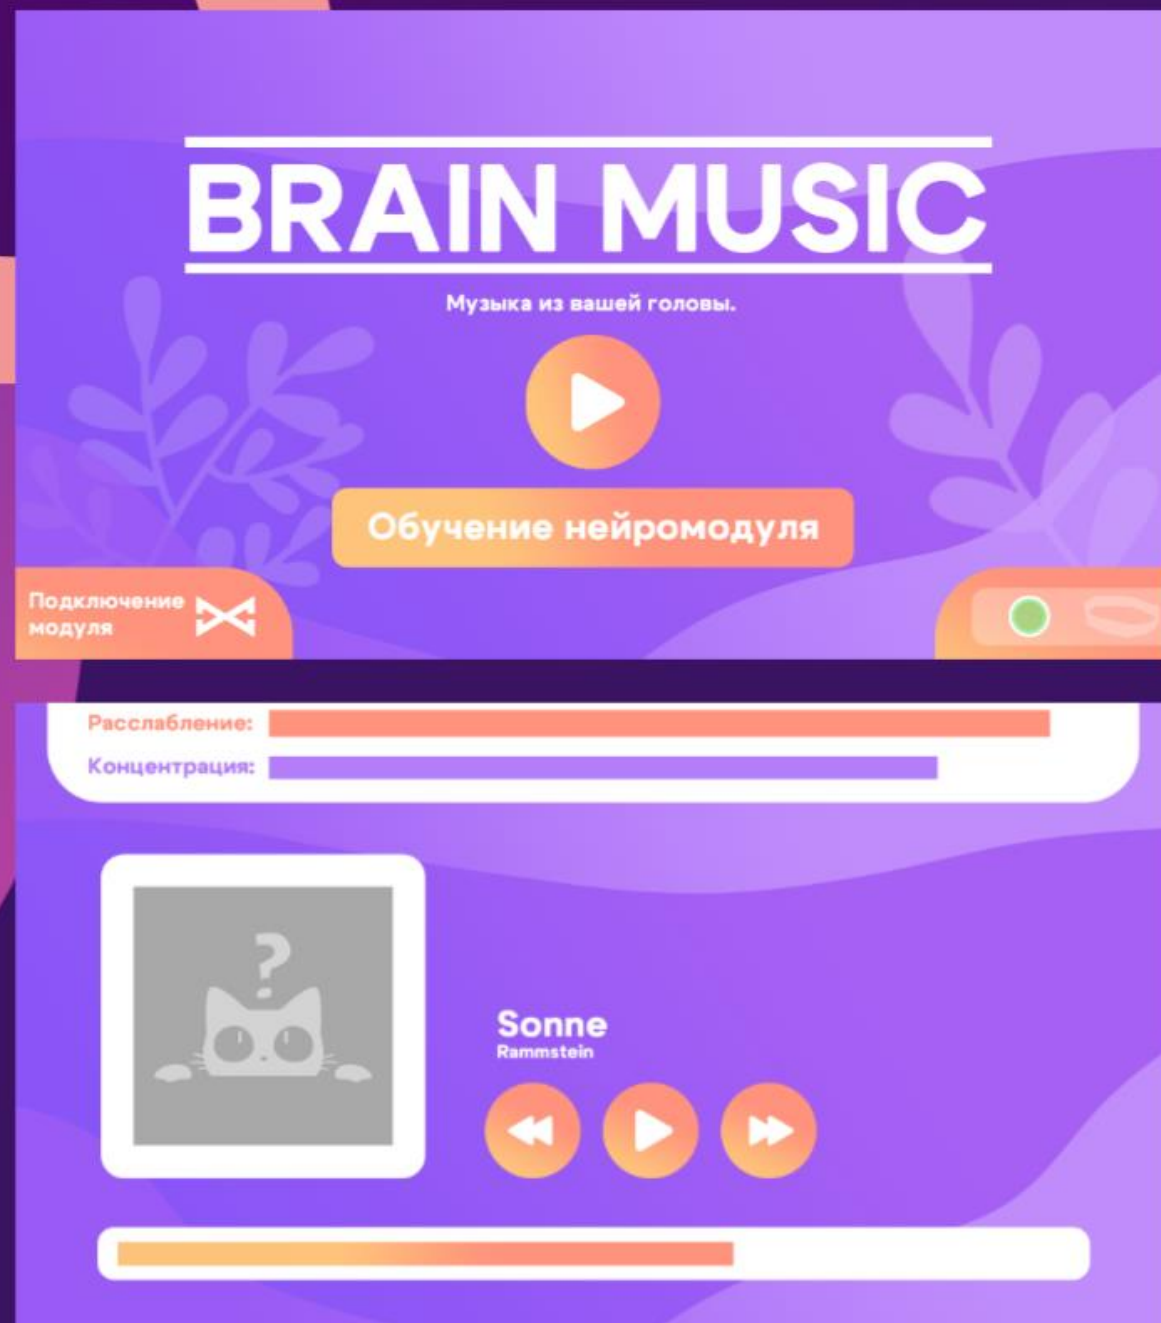 BRAIN MUSIC
Музыка из вашей головы.
Обучение нейромодуля
Подключение
модуля
Расслабление:
Концентрация:
?
Sonne
Rammstein